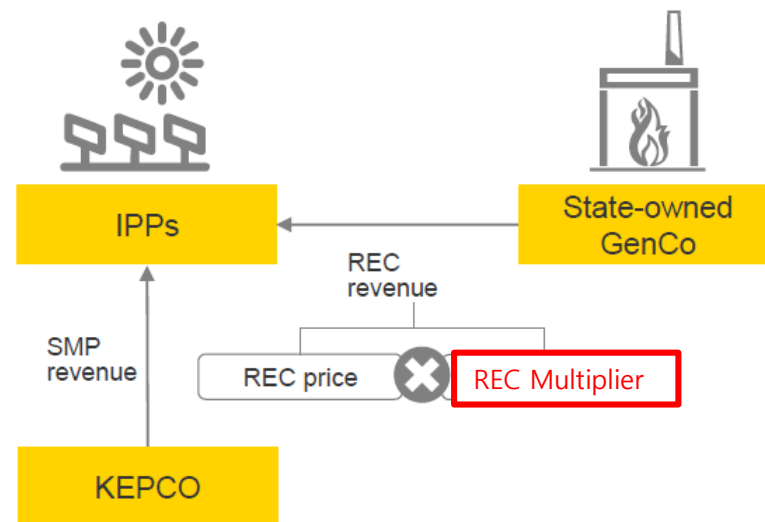 IPPs
State-owned
GenCo
REC
revenue
SMP
revenue
REC price
REC Multiplier
KEPCO